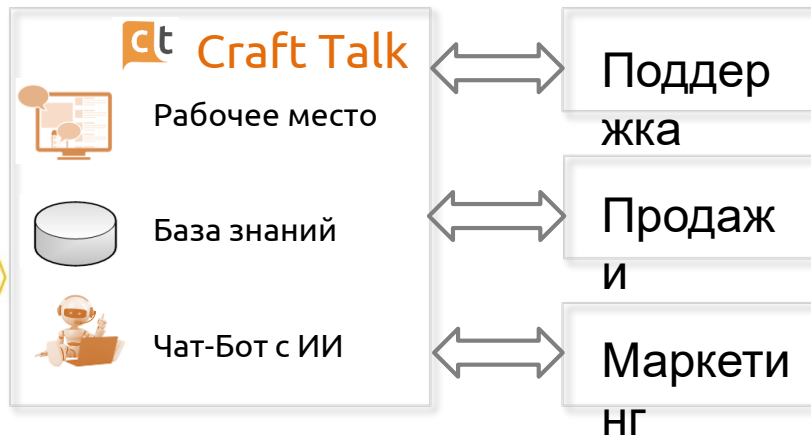 ct Craft Talk
Рабочее место
База знаний
Чат-Бот с ИИ
Поддер
жка
Продаж
и
Маркети
нг